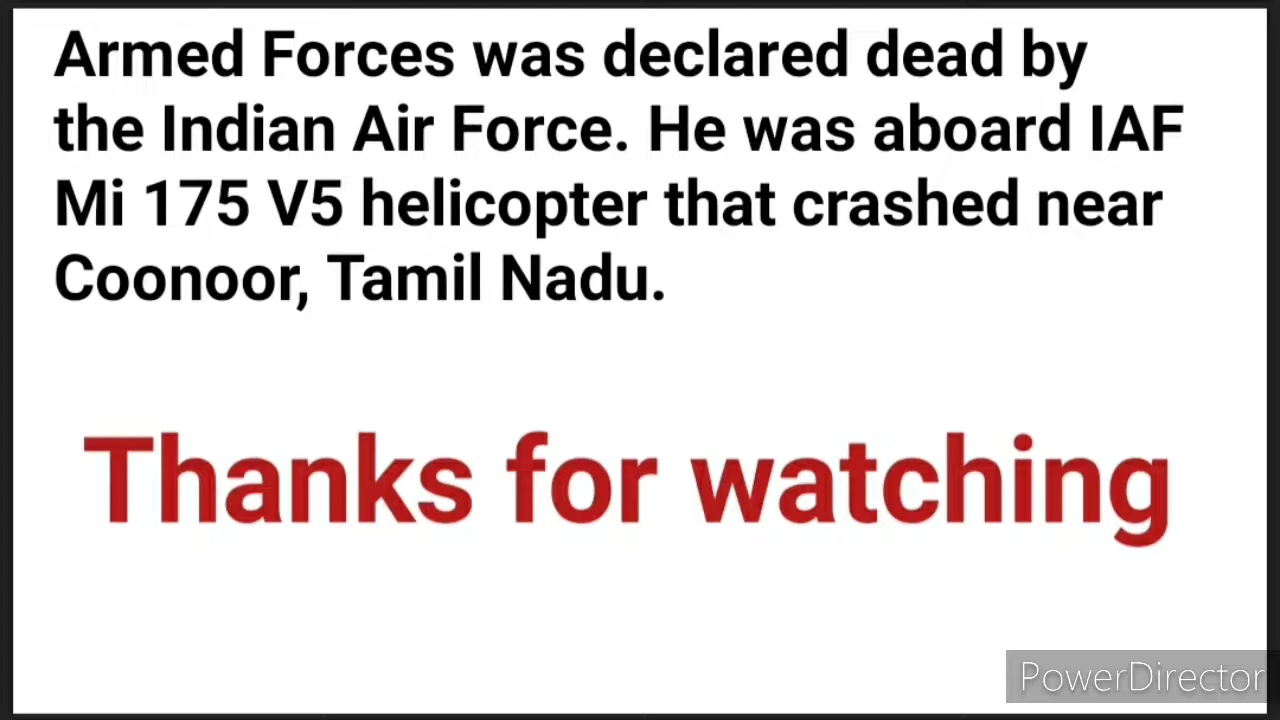 Armed Forces was declared dead by
the Indian Air Force. He was aboard IAF
Mi 175 V5 helicopter that crashed near
Coonoor, Tamil Nadu.
Thanks for watching
PowerDirector